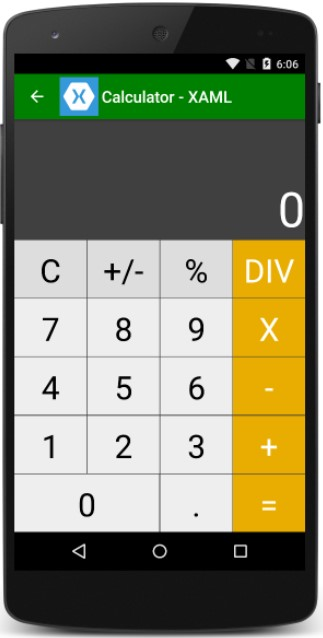 6:06
Calculator - XAML
0
C +/- % DIV
7 8 9 X
4 5 6 -
1 2 3 +
0 . =